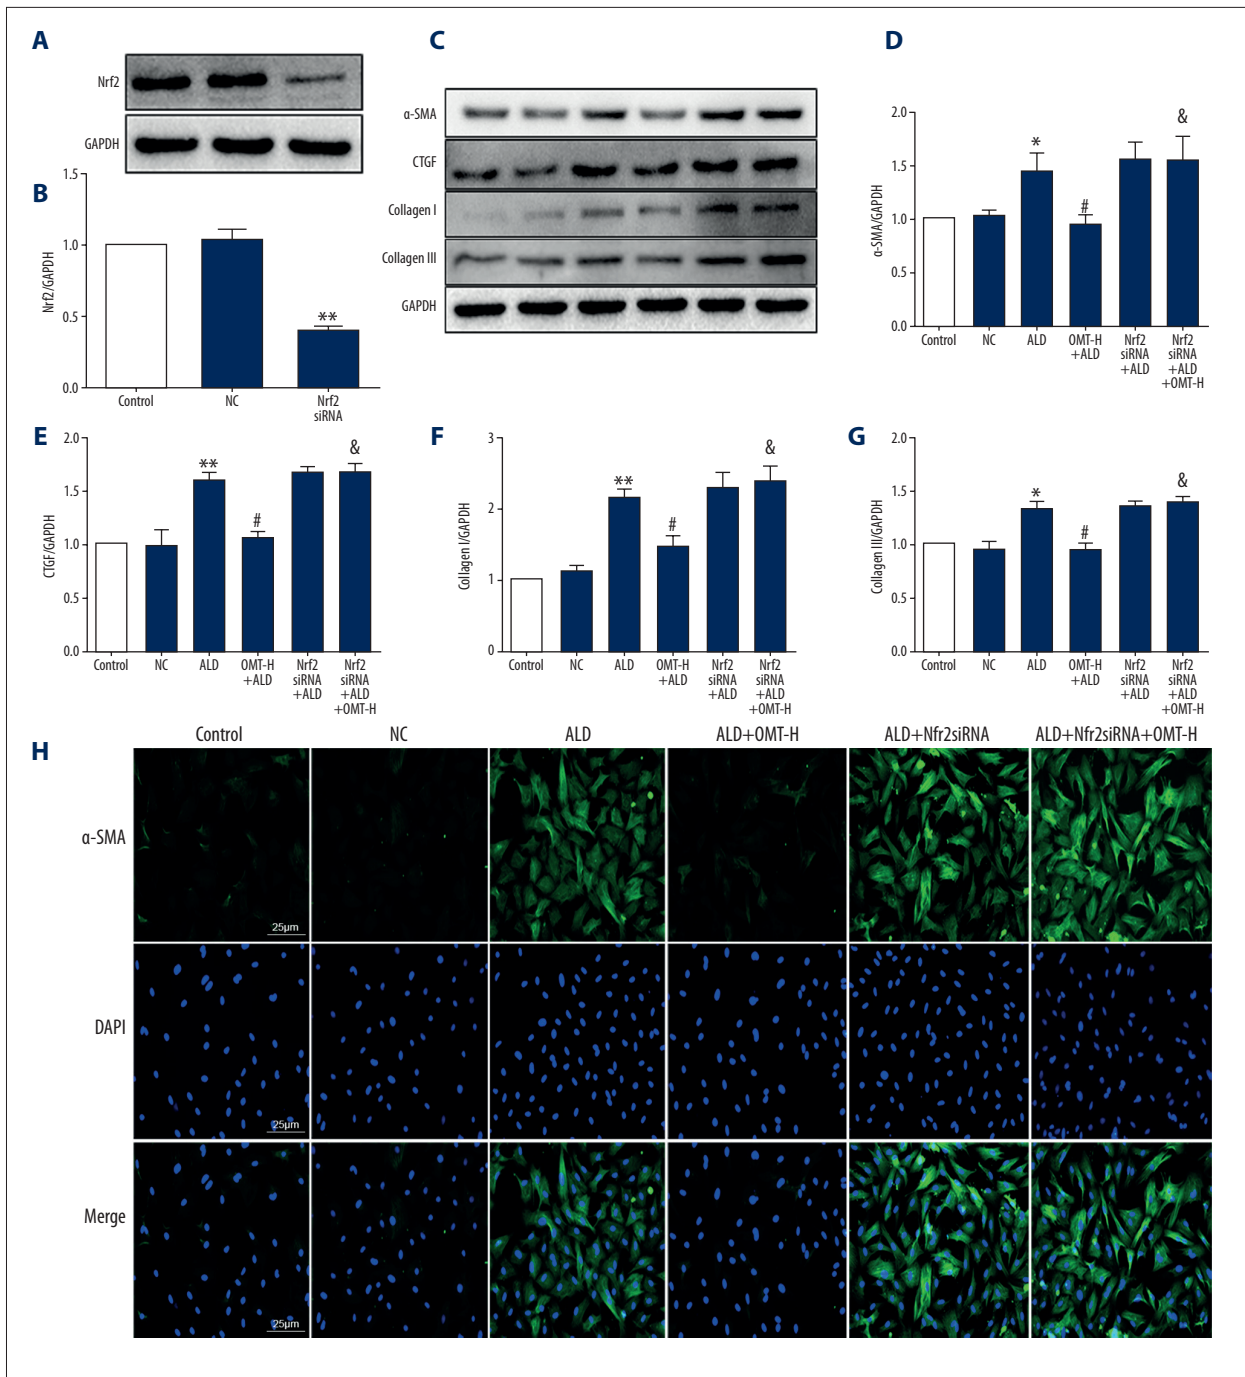 A
Nrf2
GAPDH
B
Nrf2/GAPDH
1.5
1.0
0.5
0.0
**
Control
NC
Nrf2
siRNA
C
α-SMA
CTGF
Collagen I
Collagen III
GAPDH
D
α-SMA/GAPDH
2.0
1.5
1.0
0.5
0.0
*
#
&
Control
NC
ALD
OMT-H
+ALD
Nrf2
siRNA
+ALD
Nrf2
siRNA
+ALD
+OMT-H
E
CTGF/GAPDH
2.0
1.5
1.0
0.5
0.0
**
#
&
Control
NC
ALD
OMT-H
+ALD
Nrf2
siRNA
+ALD
Nrf2
siRNA
+ALD
+OMT-H
F
Collagen I/GAPDH
3
2
1
0
**
#
&
Control
NC
ALD
OMT-H
+ALD
Nrf2
siRNA
+ALD
Nrf2
siRNA
+ALD
+OMT-H
G
Collagen III/GAPDH
2.0
1.5
1.0
0.5
0.0
*
#
&
Control
NC
ALD
OMT-H
+ALD
Nrf2
siRNA
+ALD
Nrf2
siRNA
+ALD
+OMT-H
H
Control NC ALD ALD+OMT-H ALD+Nfr2siRNA ALD+Nfr2siRNA+OMT-H
α-SMA
25μm
DAPI
25μm
Merge
25μm